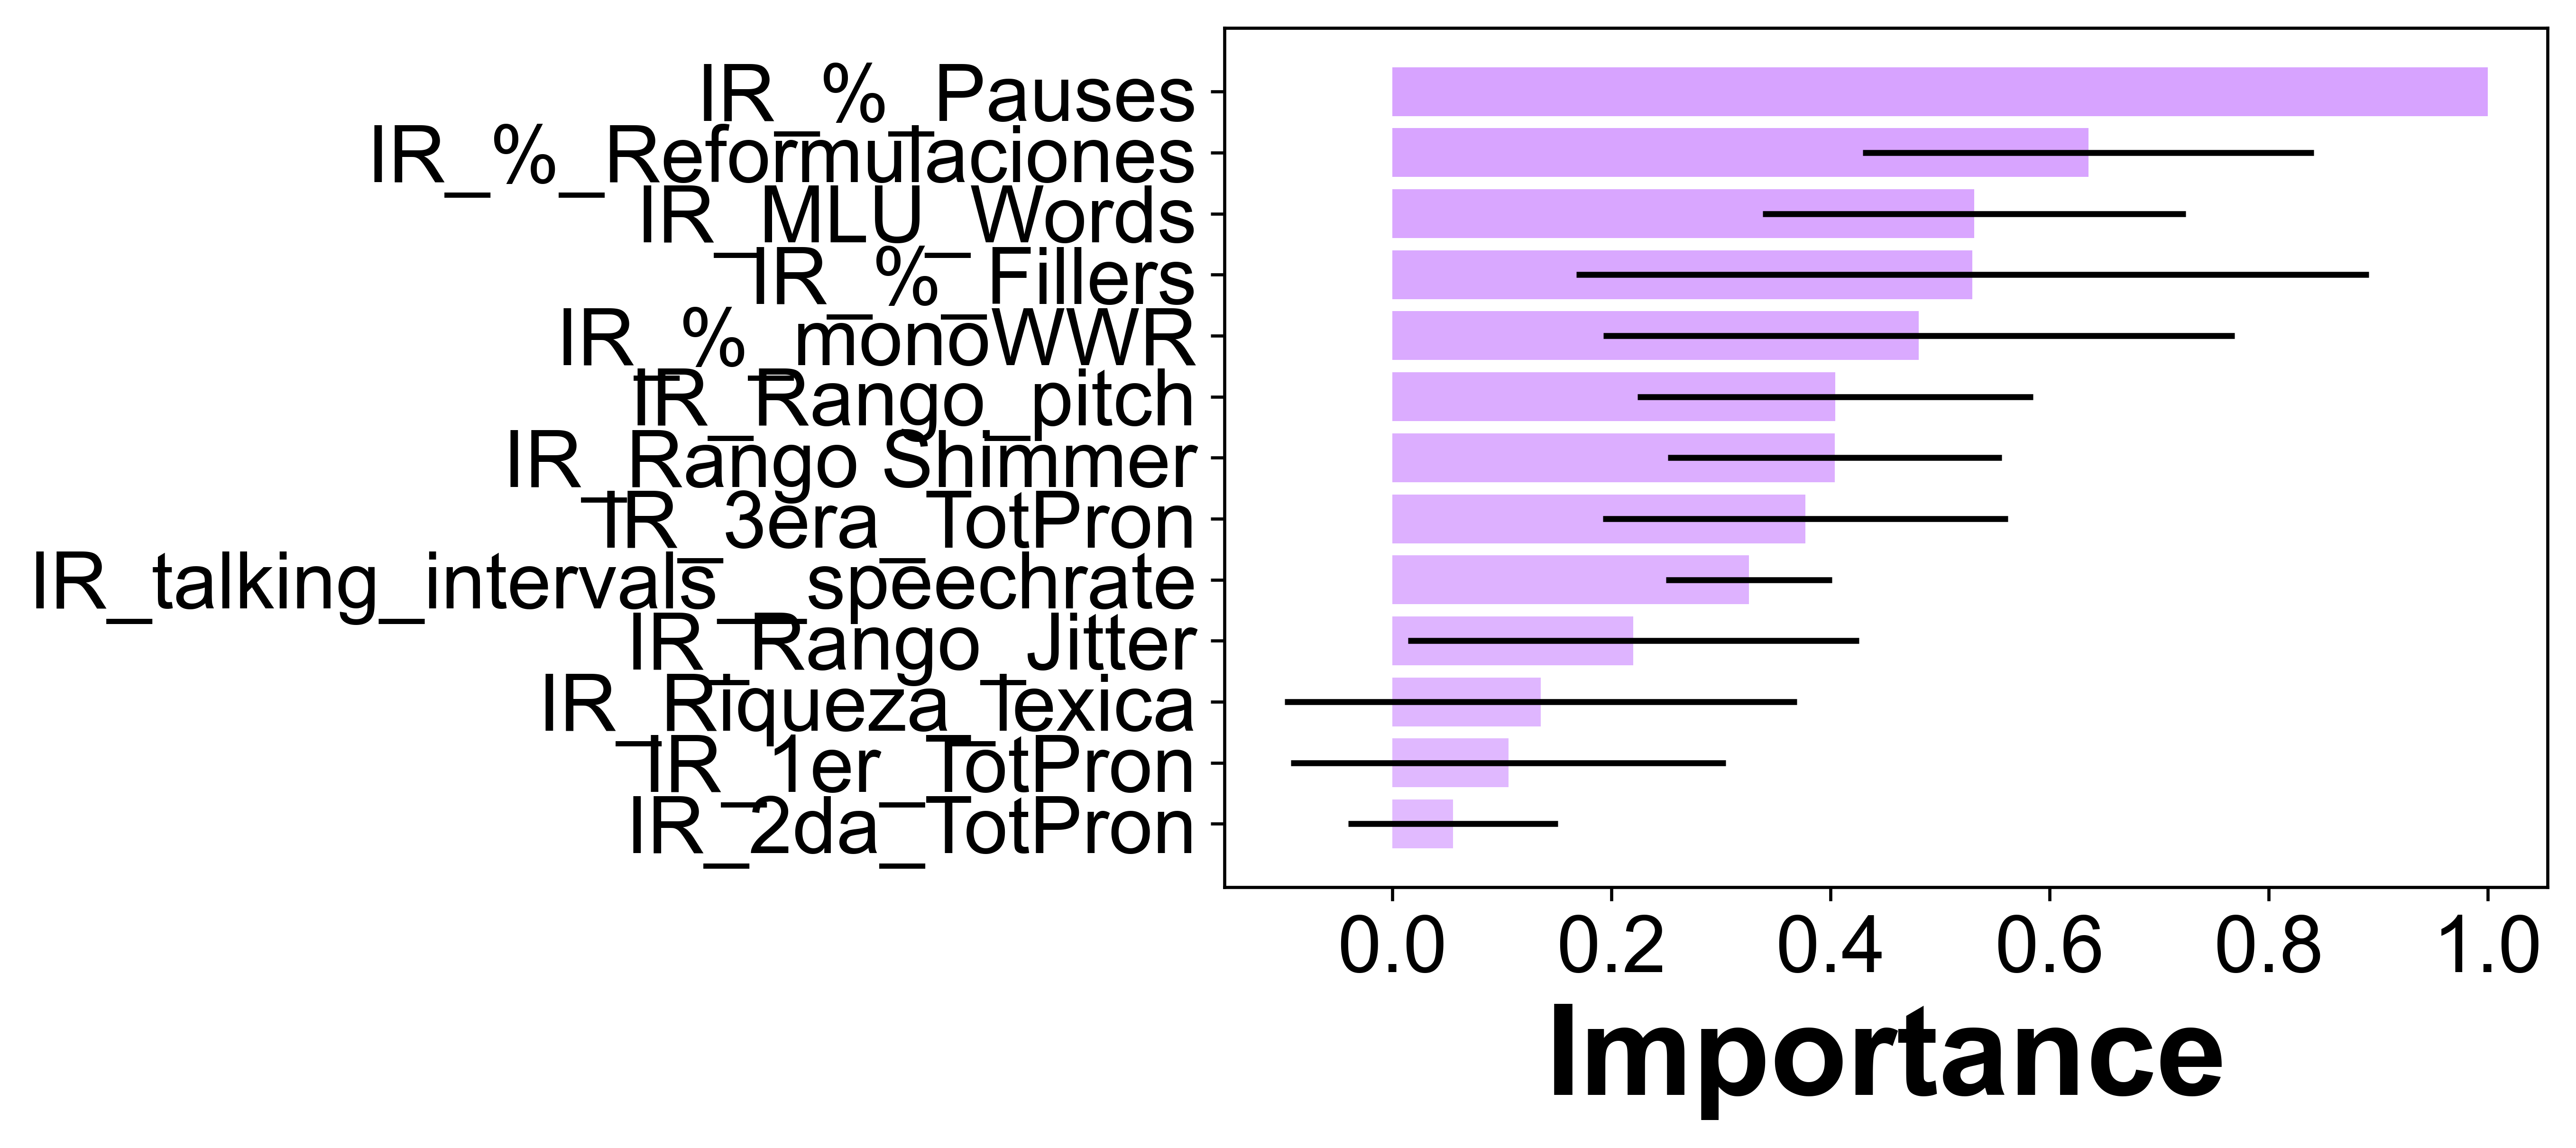 IR_%_Pauses
IR_%_Reformulaciones
IR_MLU_Words
IR_%_Fillers
IR_%_monoWWR
IR_Rango_pitch
IR_Rango Shimmer
IR_3era_TotPron
IR_talking_intervals__speechrate
IR_Rango_Jitter
IR_Riqueza_lexica
IR_1er_TotPron
IR_2da_TotPron
0.0 0.2 0.4 0.6 0.8 1.0
Importance